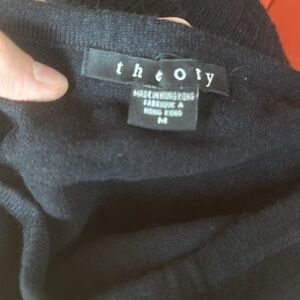 theory
MADE IN HONG KONG
FABRIQUE A
HONG KONG
M